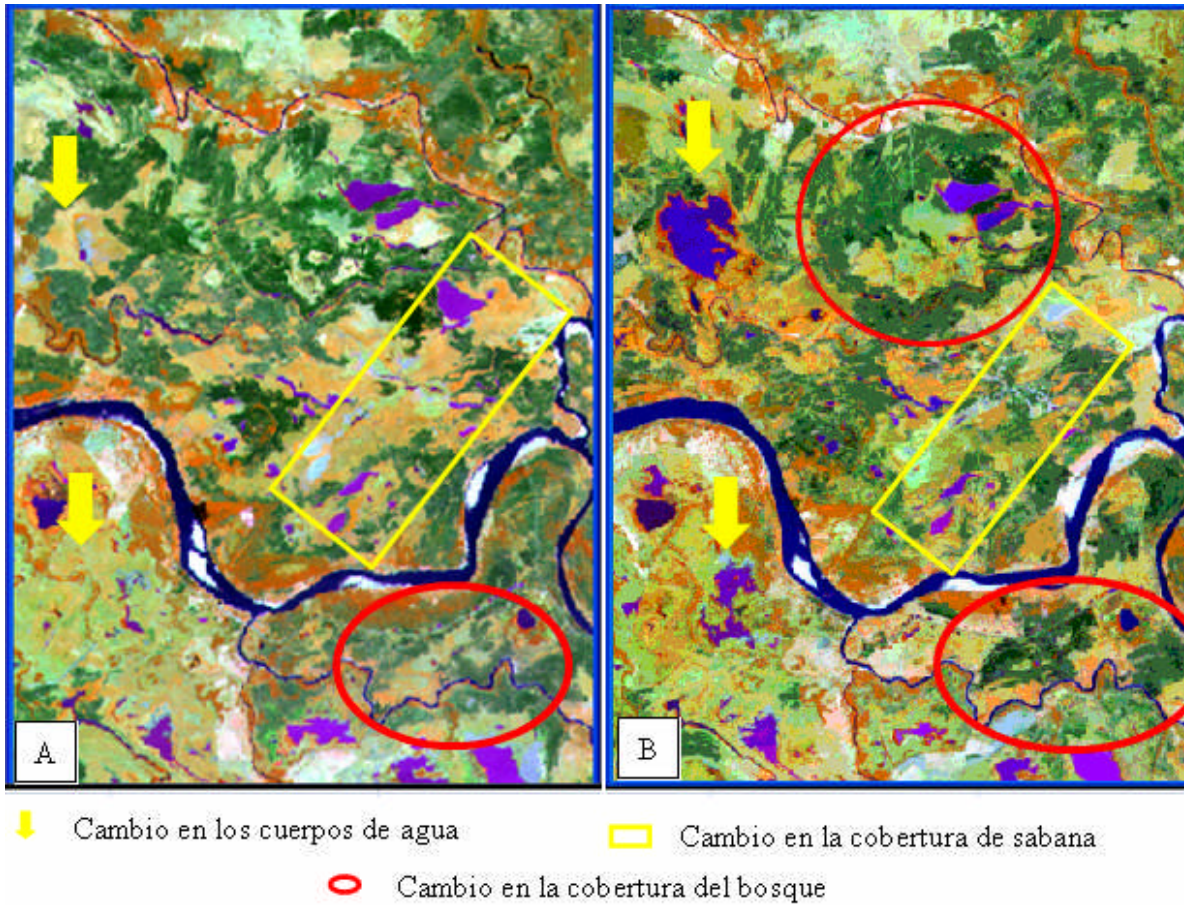 A
B
Cambio en los cuerpos de agua
Cambio en la cobertura de sabana
Cambio en la cobertura del bosque